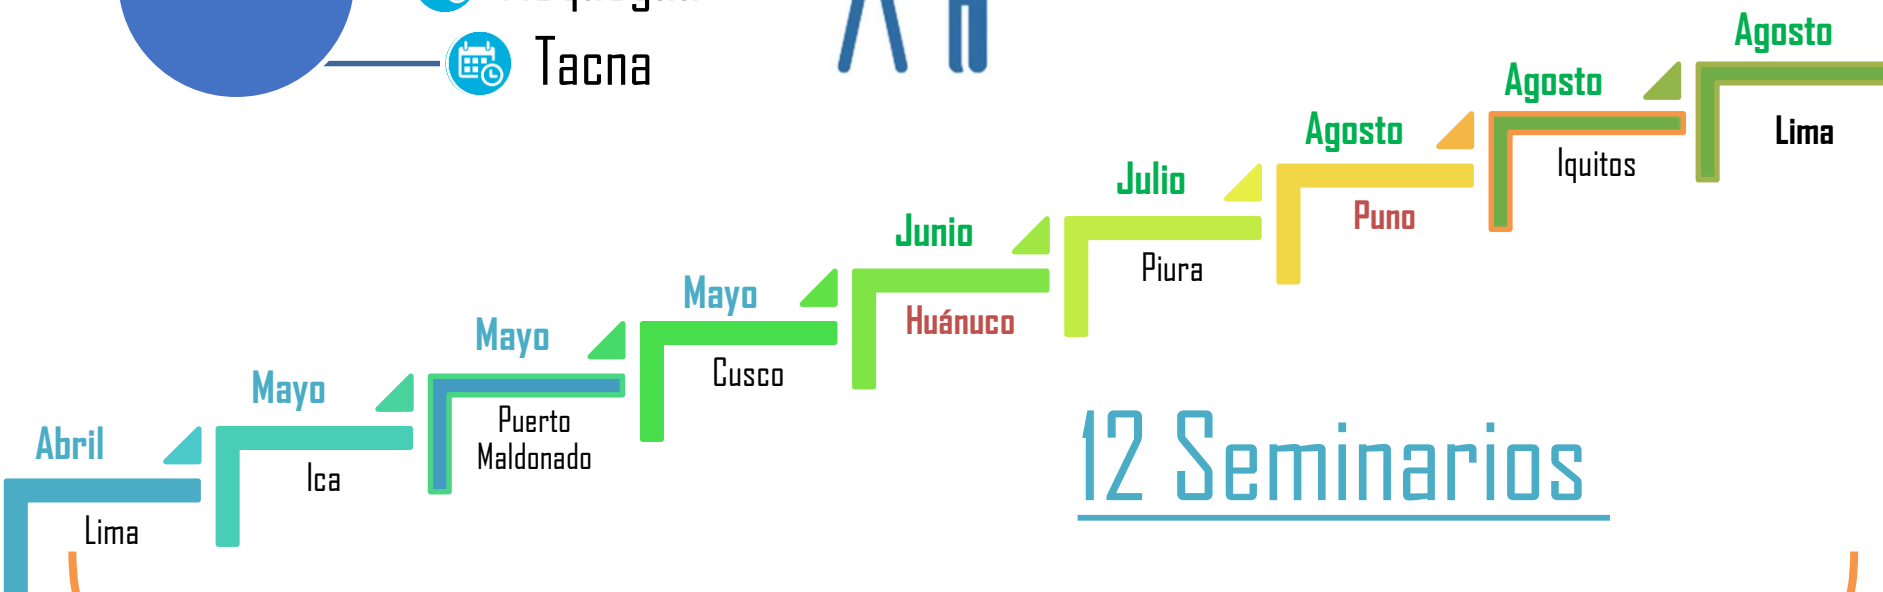 Tacna
Abril
Lima
Mayo
Ica
Mayo
Puerto
Maldonado
Mayo
Cusco
Junio
Huánuco
Julio
Piura
Agosto
Puno
Agosto
Iquitos
Agosto
Lima
12 Seminarios